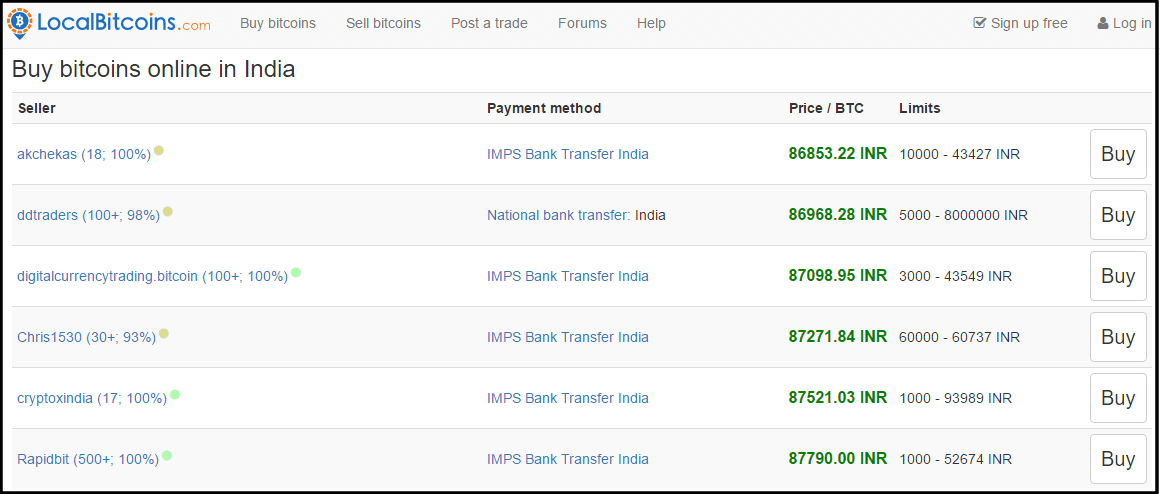 LocalBitcoins.com Buy bitcoins Sell bitcoins Post a trade Forums Help Sign up free Log in
Buy bitcoins online in India
Seller Payment method Price / BTC Limits
akchekas (18; 100%) IMPS Bank Transfer India 86853.22 INR 10000 - 43427 INR Buy
ddtraders (100+; 98%) National bank transfer: India 86968.28 INR 5000 - 8000000 INR Buy
digitalcurrencytrading.bitcoin (100+; 100%) IMPS Bank Transfer India 87098.95 INR 3000 - 43549 INR Buy
Chris1530 (30+; 93%) IMPS Bank Transfer India 87271.84 INR 60000 - 60737 INR Buy
cryptoxindia (17; 100%) IMPS Bank Transfer India 87521.03 INR 1000 - 93989 INR Buy
Rapidbit (500+; 100%) IMPS Bank Transfer India 87790.00 INR 1000 - 52674 INR Buy